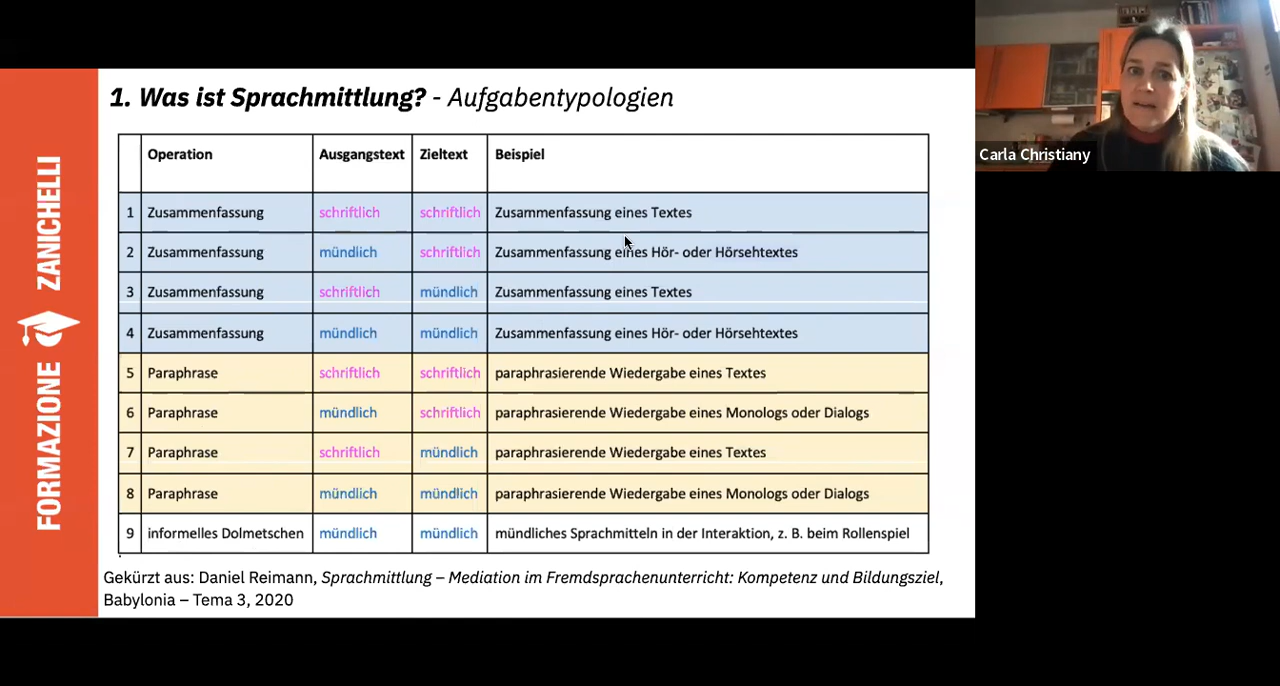 1. Was ist Sprachmittlung? - Aufgabentypologien
Operation Ausgangstext Zieltext Beispiel
1 Zusammenfassung schriftlich schriftlich Zusammenfassung eines Textes
2 Zusammenfassung mündlich schriftlich Zusammenfassung eines Hör- oder Hörsehtextes
3 Zusammenfassung schriftlich mündlich Zusammenfassung eines Textes
4 Zusammenfassung mündlich mündlich Zusammenfassung eines Hör- oder Hörsehtextes
5 Paraphrase schriftlich schriftlich paraphrasierende Wiedergabe eines Textes
6 Paraphrase mündlich schriftlich paraphrasierende Wiedergabe eines Monologs oder Dialogs
7 Paraphrase schriftlich mündlich paraphrasierende Wiedergabe eines Textes
8 Paraphrase mündlich mündlich paraphrasierende Wiedergabe eines Monologs oder Dialogs
9 informelles Dolmetschen mündlich mündlich mündliches Sprachmitteln in der Interaktion, z. B. beim Rollenspiel
Gekürzt aus: Daniel Reimann, Sprachmittlung – Mediation im Fremdsprachenunterricht: Kompetenz und Bildungsziel,
Babylonia – Tema 3, 2020
FORMAZIONE ZANICHELLI
Carla Christiany